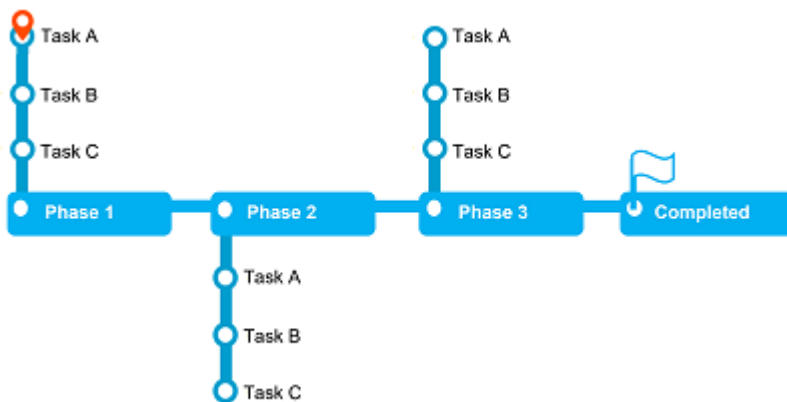 Task A
Task B
Task C
Task A
Task B
Task C
Phase 1
Phase 2
Phase 3
Completed
Task A
Task B
Task C